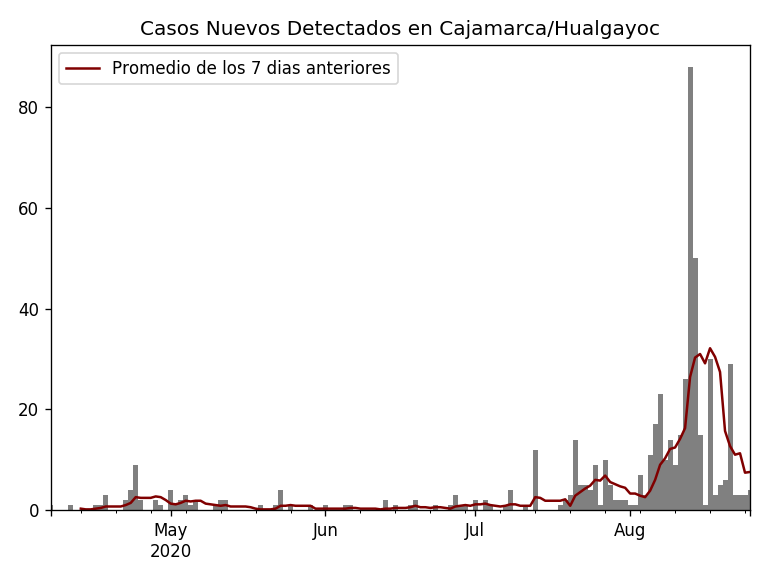 Casos Nuevos Detectados en Cajamarca/Hualgayoc
Promedio de los 7 dias anteriores
80
60
40
20
0
May Jun Jul Aug
2020